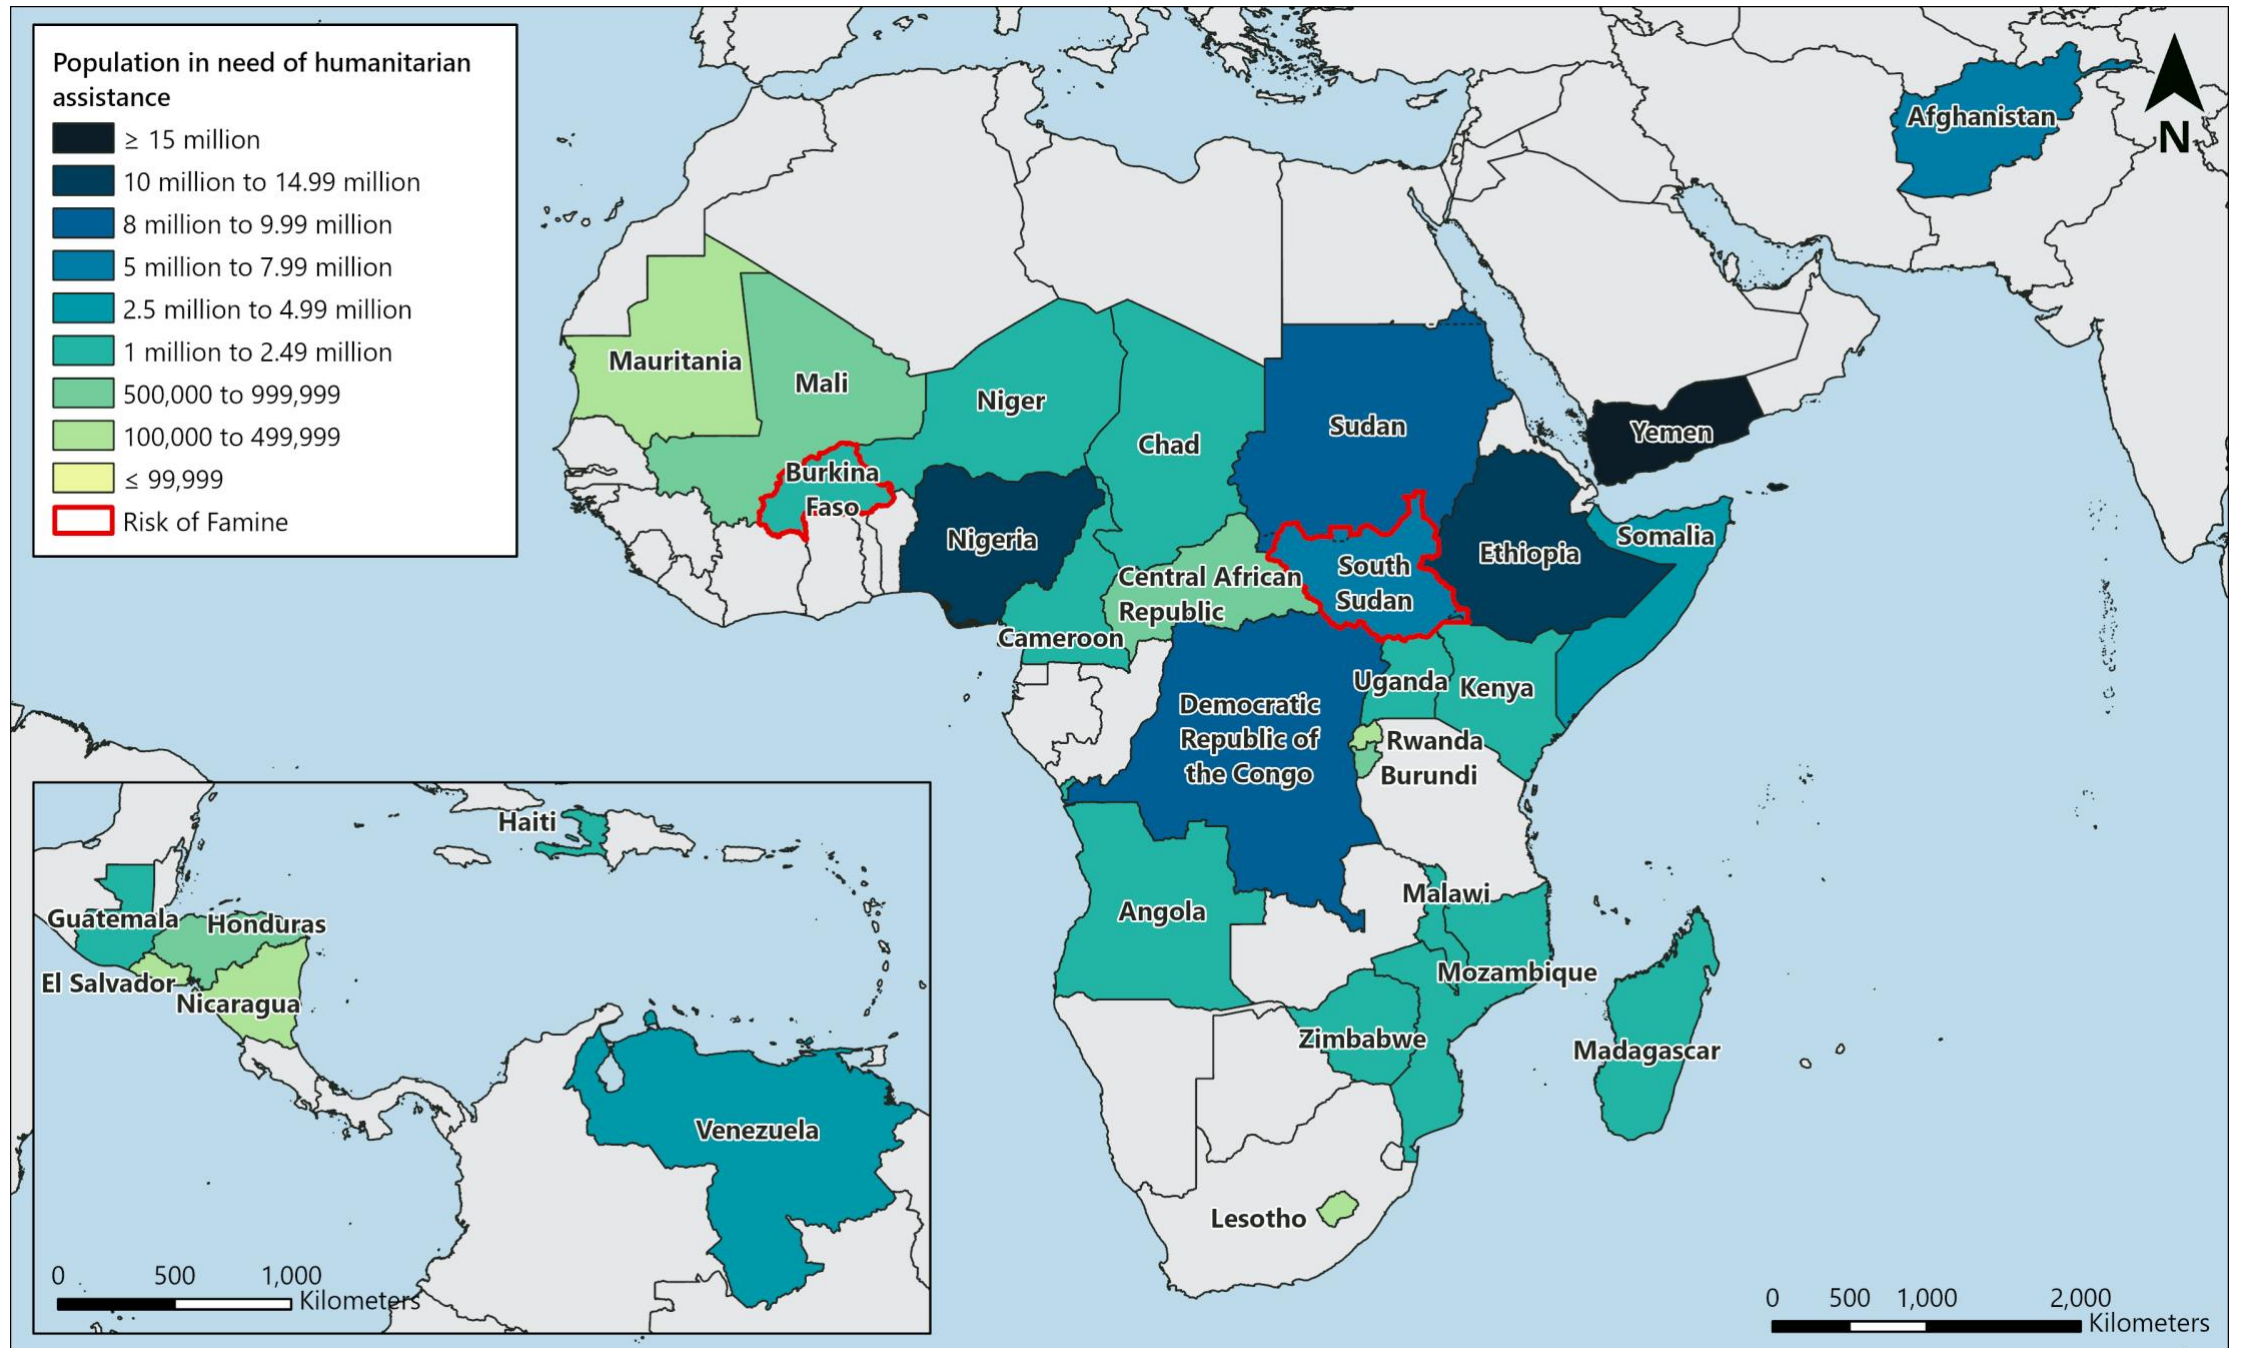 Population in need of humanitarian
assistance
≥ 15 million
10 million to 14.99 million
8 million to 9.99 million
5 million to 7.99 million
2.5 million to 4.99 million
1 million to 2.49 million
500,000 to 999,999
100,000 to 499,999
≤ 99,999
Risk of Famine
Afghanistan
N
Mauritania
Mali
Niger
Chad
Sudan
Yemen
Burkina
Faso
Nigeria
Ethiopia
Somalia
South
Sudan
Central African
Republic
Cameroon
Uganda
Kenya
Democratic
Republic of
the Congo
Rwanda
Burundi
Angola
Malawi
Mozambique
Zimbabwe
Madagascar
Lesotho
Haiti
Guatemala
Honduras
El Salvador
Nicaragua
Venezuela
0 500 1,000
Kilometers
0 500 1,000 2,000
Kilometers